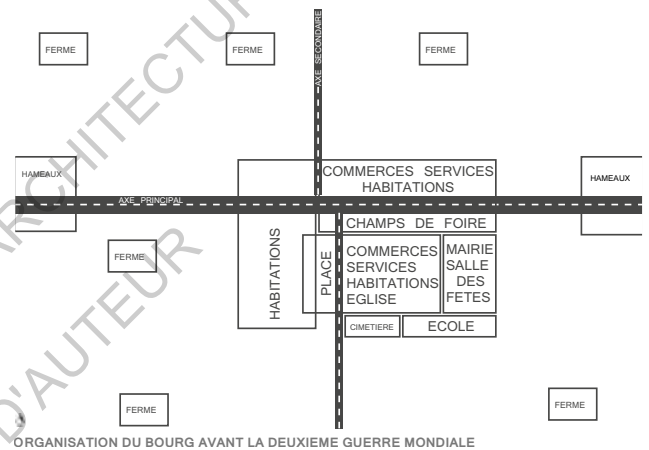 FERME
FERME
FERME
AXE SECONDAIRE
HAMEAUX
COMMERCES SERVICES
HABITATIONS
HAMEAUX
AXE PRINCIPAL
CHAMPS DE FOIRE
FERME
HABITATIONS
PLACE
COMMERCES
SERVICES
HABITATIONS
EGLISE
MAIRIE
SALLE
DES
FETES
CIMETIERE
ECOLE
FERME
FERME
ARCHITECTUR
D'AUTEUR
ORGANISATION DU BOURG AVANT LA DEUXIEME GUERRE MONDIALE